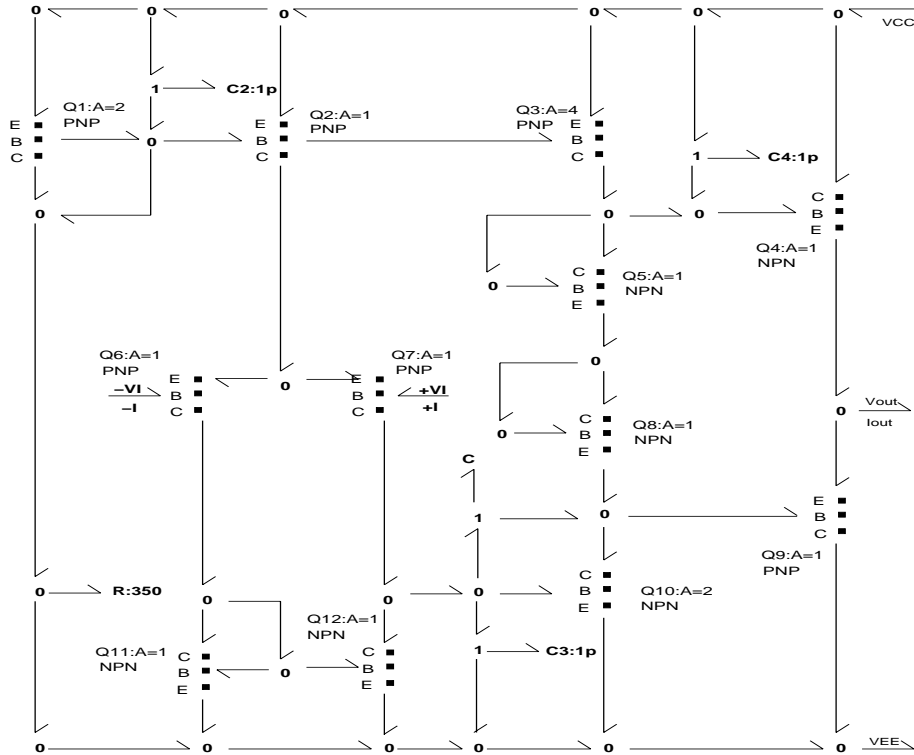 0 0 0 0 0 0
VCC
1 C2:1p
Q1:A=2
PNP
E
B
C
0
Q2:A=1
PNP
E
B
C
Q3:A=4
PNP
E
B
C
1 C4:1p
0 0 0
C
B
E
Q4:A=1
NPN
0
C
B
E
Q5:A=1
NPN
0
Q6:A=1
PNP
–VI
–I
E
B
C
0
Q7:A=1
PNP
E
B
C
+VI
+I
0
C
B
E
Q8:A=1
NPN
0 Vout
Iout
C
1 0
E
B
C
Q9:A=1
PNP
0 R:350
0 0 0
C
B
E
Q10:A=2
NPN
Q11:A=1
NPN
C
B
E
0
Q12:A=1
NPN
C
B
E
1 C3:1p
0 0 0 0 0 0
VEE